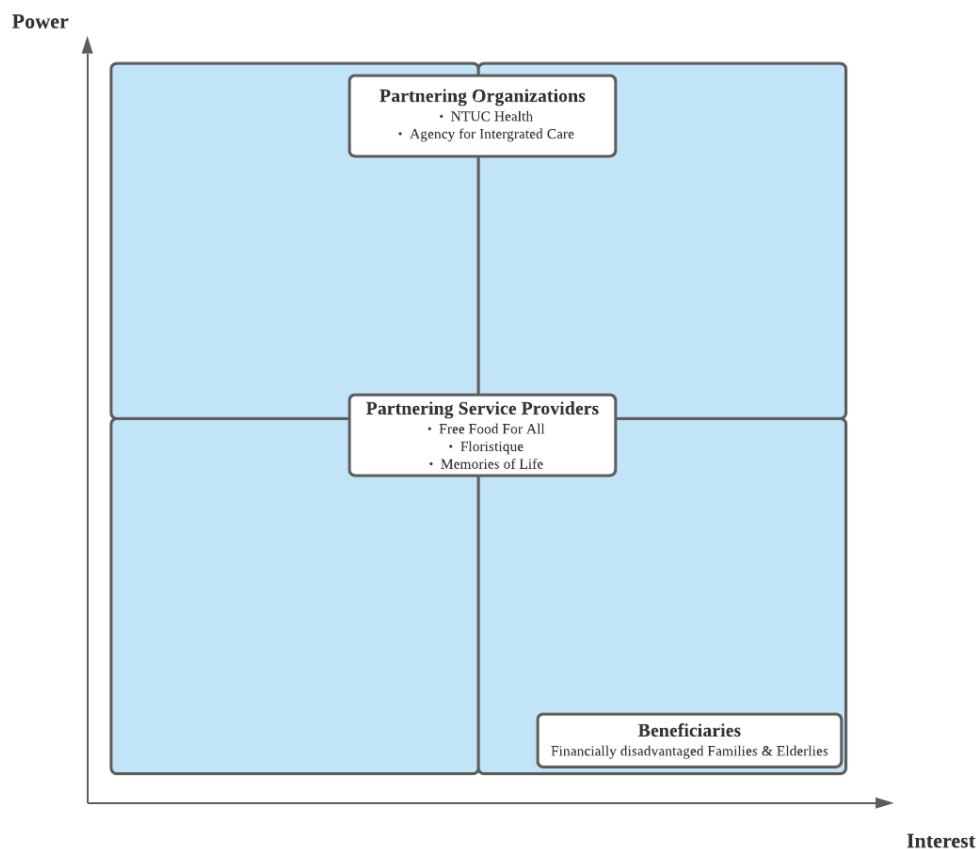 Power
Partnering Organizations
• NTUC Health
• Agency for Intergrated Care
Partnering Service Providers
• Free Food For All
• Floristique
• Memories of Life
Beneficiaries
Financially disadvantaged Families & Elderlies
Interest